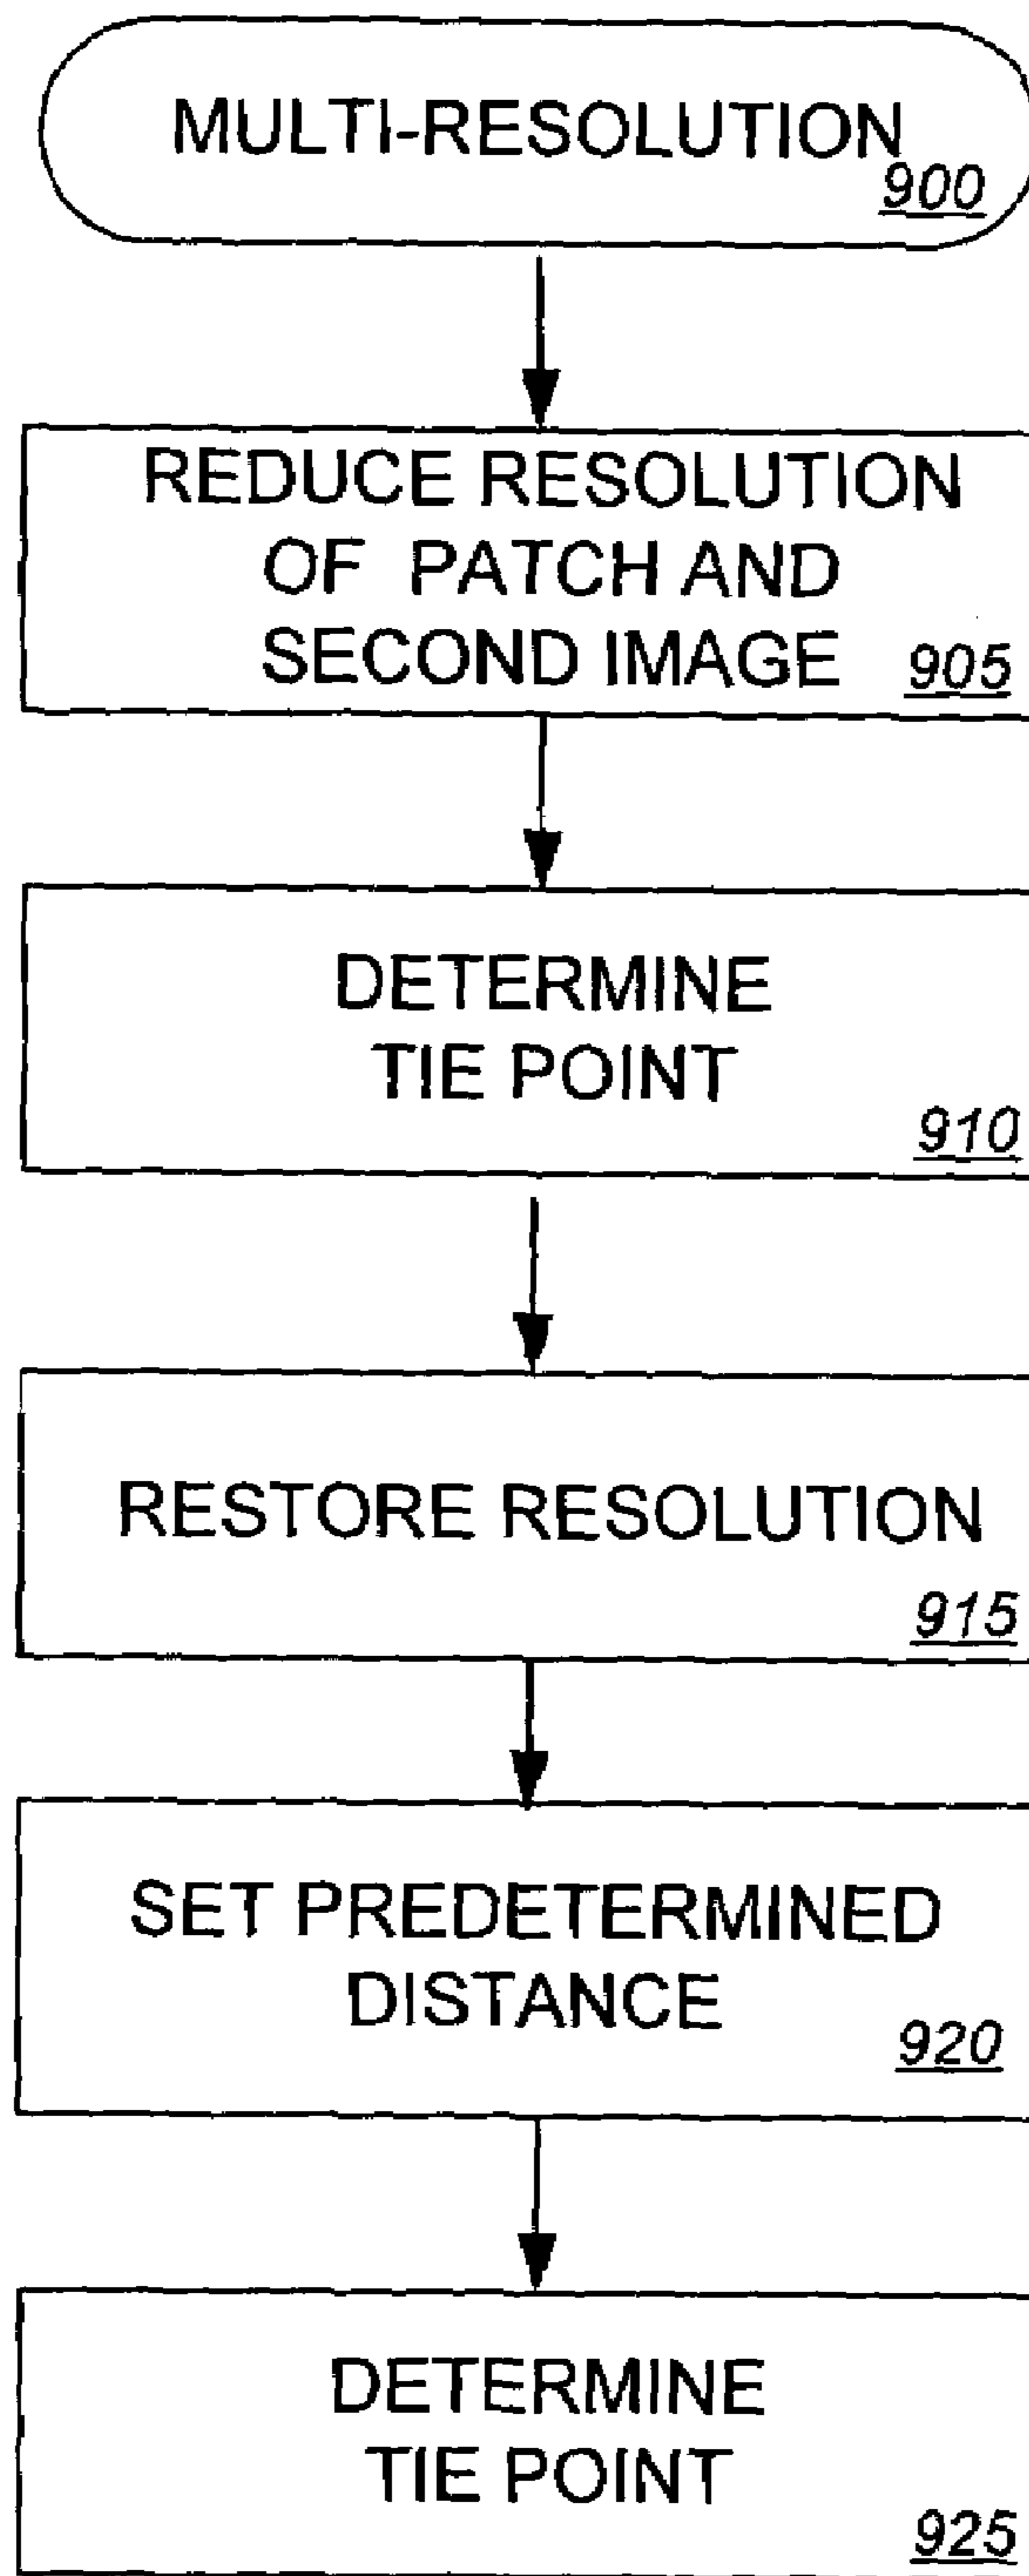 MULTI-RESOLUTION
900
REDUCE RESOLUTION
OF PATCH AND
SECOND IMAGE 905
DETERMINE
TIE POINT
910
RESTORE RESOLUTION
915
SET PREDETERMINED
DISTANCE
920
DETERMINE
TIE POINT
925